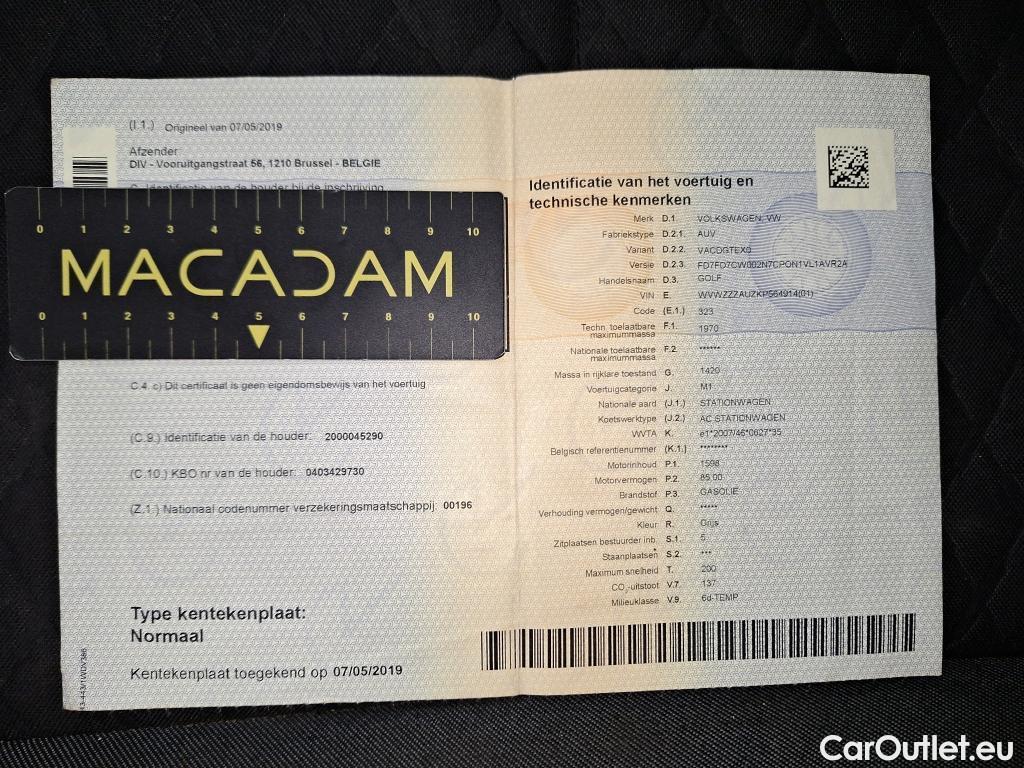 (I.1.) Origineel van 07/05/2019
Afzender
DIV - Vooruitgangstraat 56, 1210 Brussel - BELGIE
C. Identificatie van de houder bij de inschrijving
0 1 2 3 4 5 6 7 8 9 10
MACADAM
0 1 2 3 4 5 6 7 8 9 10
C.4. c) Dit certificaat is geen eigendomsbewijs van het voertuig
(C.9.) Identificatie van de houder: 2000045290
(C.10.) KBO nr van de houder: 0403429730
(Z.1.) Nationaal codenummer verzekeringsmaatschappij: 00196
Type kentekenplaat:
Normaal
Kentekenplaat toegekend op 07/05/2019
Identificatie van het voertuig en
technische kenmerken
Merk D.1. VOLKSWAGEN, VW
Fabriekstype D.2.1. AUV
Variant D.2.2. VACDGTEX0
Versie D.2.3. FD7FD7CW002N7CPON1VL1AVR2A
Handelsnaam D.3. GOLF
VIN E. WVWZZZAUZKP564914(01)
Code (E.1.) 323
Techn. toelaatbare
maximummassa F.1. 1970
Nationale toelaatbare
maximummassa F.2. ******
Massa in rijklare toestand G. 1420
Voertuigcategorie J. M1
Nationale aard (J.1.) STATIONWAGEN
Koetswerktype (J.2.) AC STATIONWAGEN
WVTA K. e1*2007/46*0627*35
Belgisch referentienummer (K.1.) ********
Motorinhoud P.1. 1598
Motorvermogen P.2. 85.00
Brandstof P.3. GASOLIE
Verhouding vermogen/gewicht Q. *****
Kleur R. Grijs
Zitplaatsen bestuurder inb. S.1. 5
Staanplaatsen S.2. ***
Maximum snelheid T. 200
CO2-uitstoot V.7. 137
Milieuklasse V.9. 6d-TEMP
CarOutlet.eu